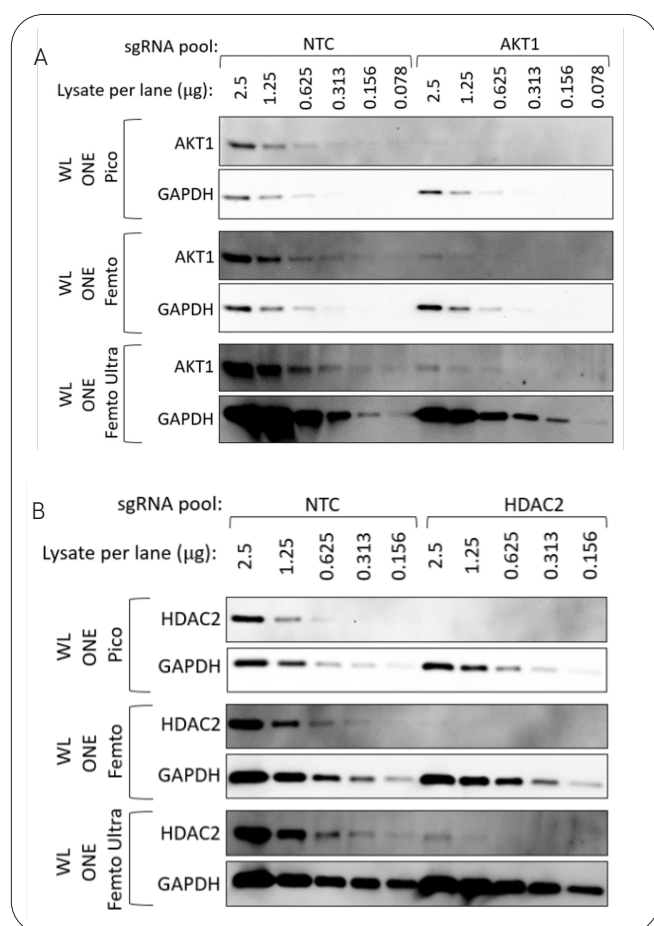 A
sgRNA pool: NTC AKT1
Lysate per lane (µg): 2.5 1.25 0.625 0.313 0.156 0.078 2.5 1.25 0.625 0.313 0.156 0.078
WL ONE Pico
AKT1
GAPDH
WL ONE Femto
AKT1
GAPDH
WL ONE Femto Ultra
AKT1
GAPDH
B
sgRNA pool: NTC HDAC2
Lysate per lane (µg): 2.5 1.25 0.625 0.313 0.156 2.5 1.25 0.625 0.313 0.156
WL ONE Pico
HDAC2
GAPDH
WL ONE Femto
HDAC2
GAPDH
WL ONE Femto Ultra
HDAC2
GAPDH